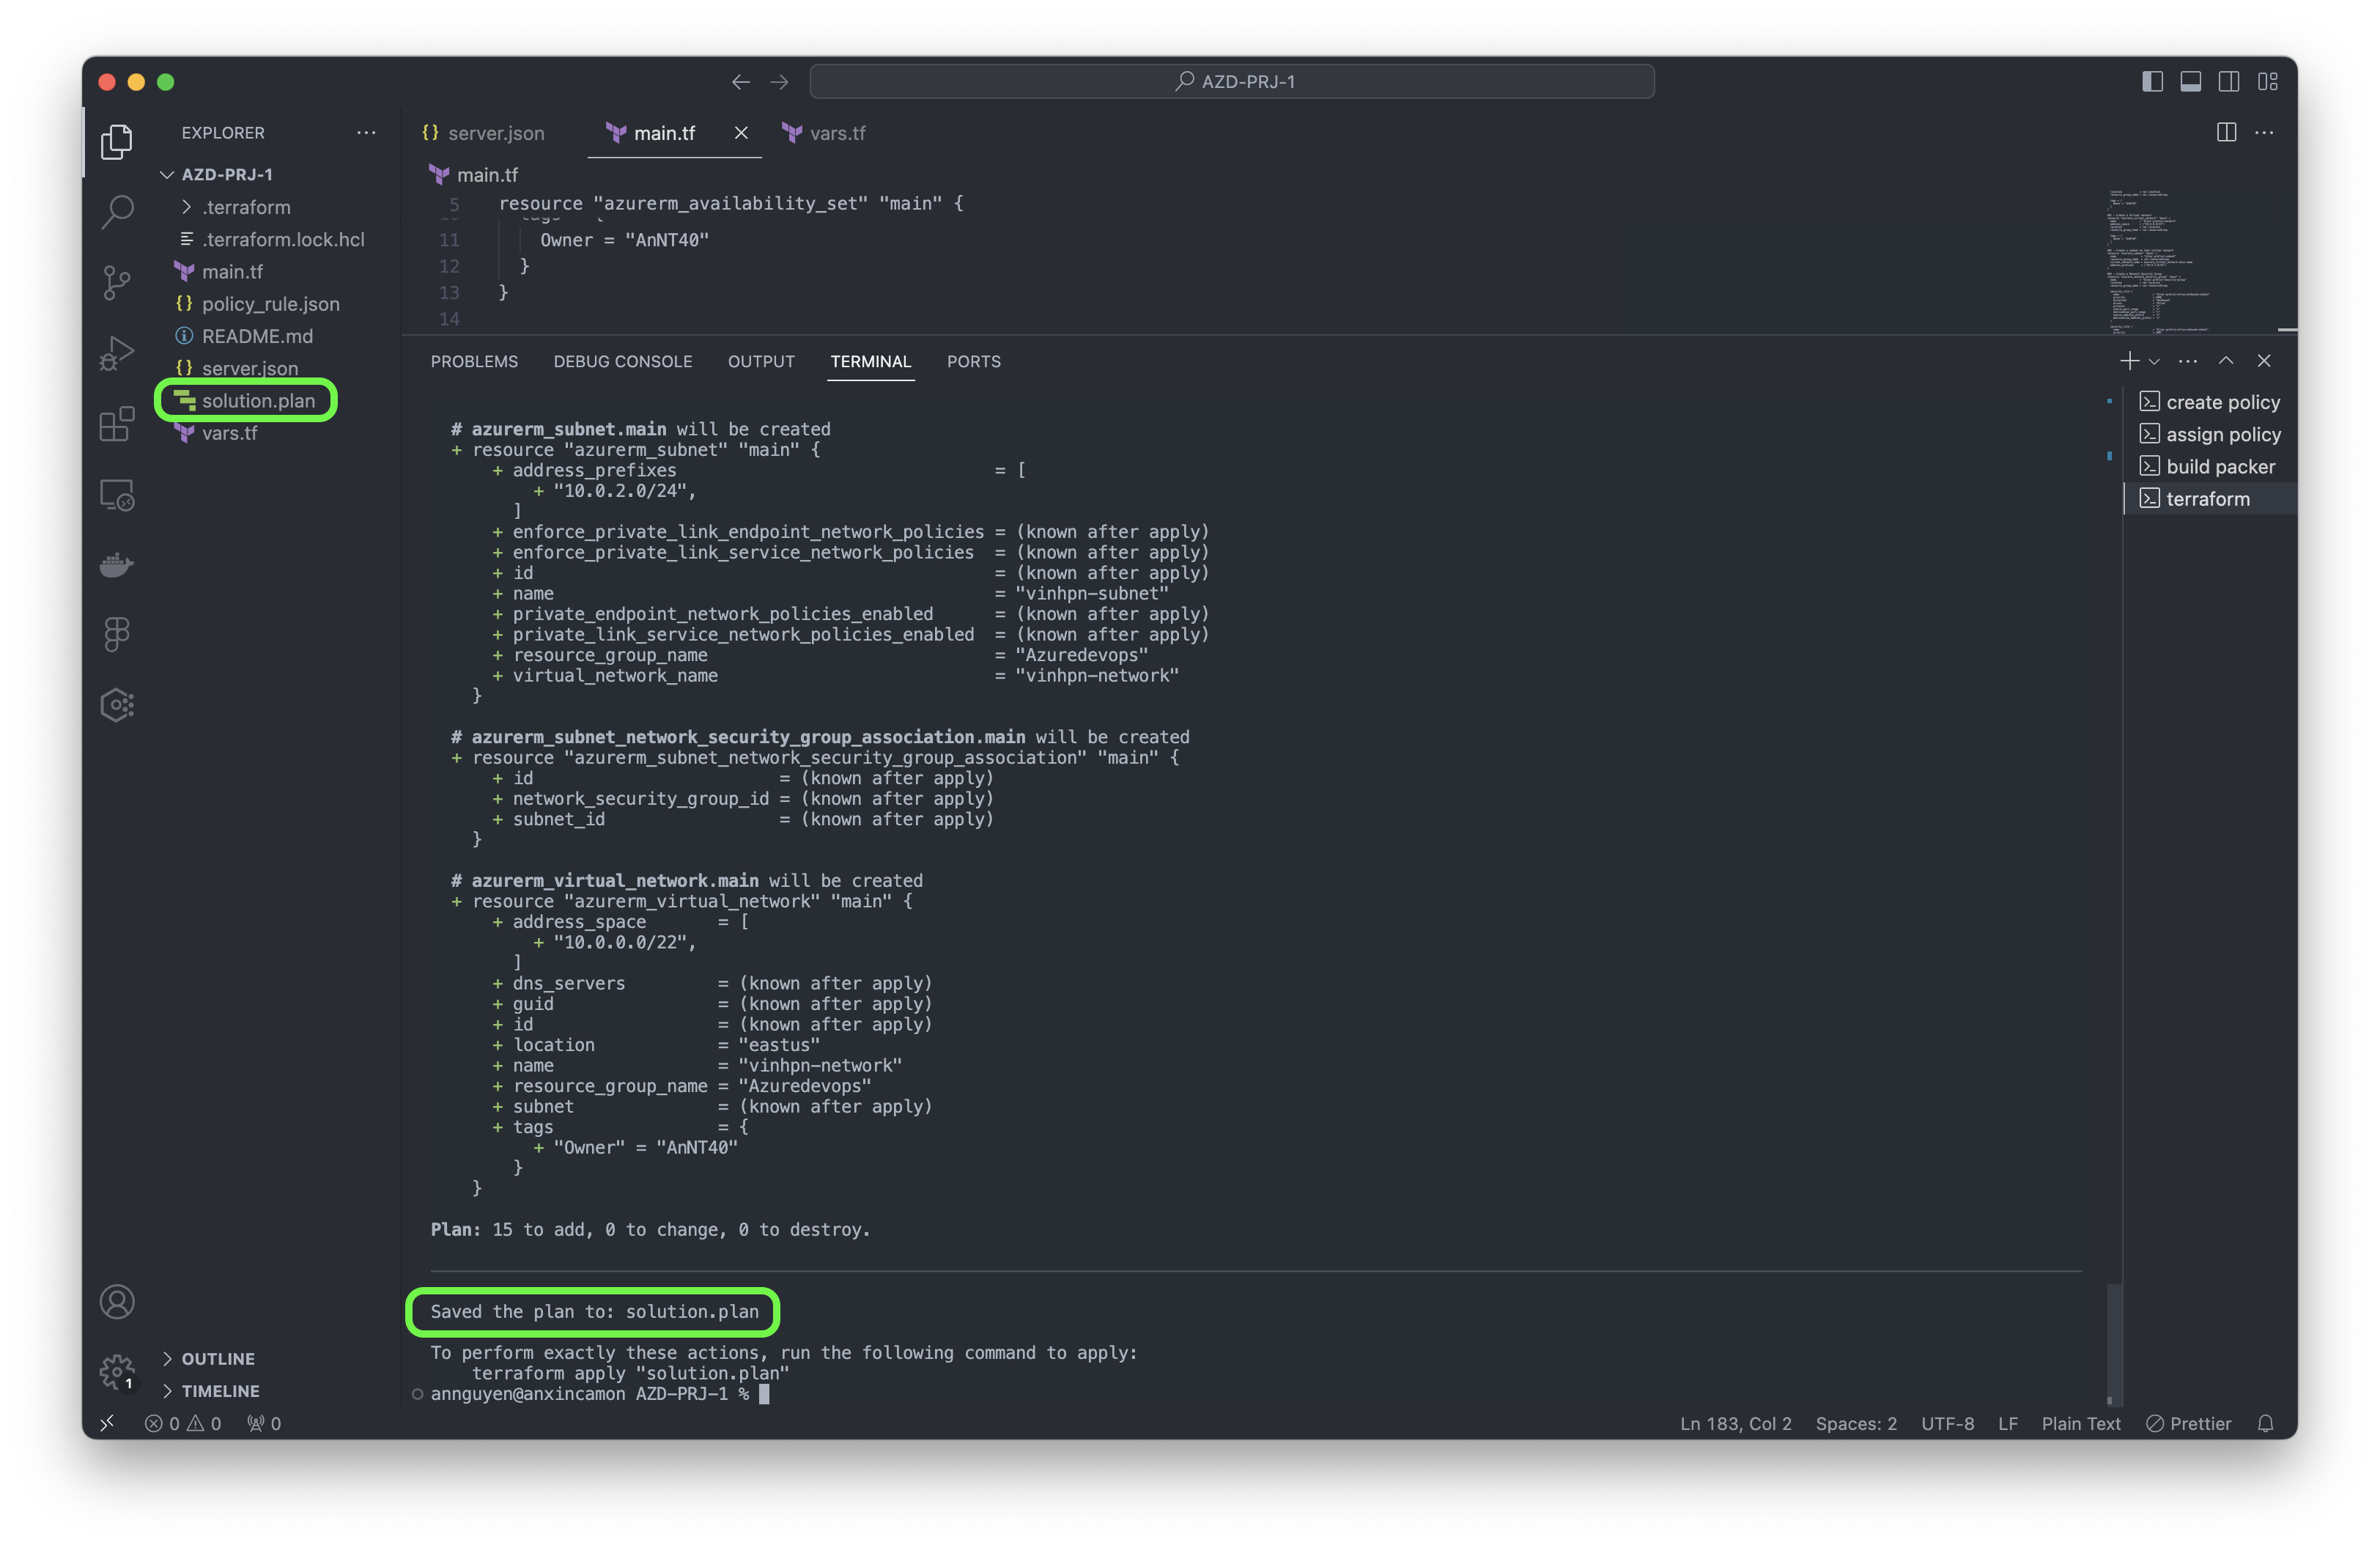 AZD-PRJ-1
EXPLORER
AZD-PRJ-1
.terraform
.terraform.lock.hcl
main.tf
policy_rule.json
README.md
server.json
solution.plan
vars.tf
OUTLINE
TIMELINE
server.json
main.tf
vars.tf
main.tf
5 resource "azurerm_availability_set" "main" {
11 Owner = "AnNT40"
12 }
13 }
14
PROBLEMS DEBUG CONSOLE OUTPUT TERMINAL PORTS
# azurerm_subnet.main will be created
+ resource "azurerm_subnet" "main" {
+ address_prefixes = [
+ "10.0.2.0/24",
]
+ enforce_private_link_endpoint_network_policies = (known after apply)
+ enforce_private_link_service_network_policies = (known after apply)
+ id = (known after apply)
+ name = "vinhpn-subnet"
+ private_endpoint_network_policies_enabled = (known after apply)
+ private_link_service_network_policies_enabled = (known after apply)
+ resource_group_name = "Azuredevops"
+ virtual_network_name = "vinhpn-network"
}
# azurerm_subnet_network_security_group_association.main will be created
+ resource "azurerm_subnet_network_security_group_association" "main" {
+ id = (known after apply)
+ network_security_group_id = (known after apply)
+ subnet_id = (known after apply)
}
# azurerm_virtual_network.main will be created
+ resource "azurerm_virtual_network" "main" {
+ address_space = [
+ "10.0.0.0/22",
]
+ dns_servers = (known after apply)
+ guid = (known after apply)
+ id = (known after apply)
+ location = "eastus"
+ name = "vinhpn-network"
+ resource_group_name = "Azuredevops"
+ subnet = (known after apply)
+ tags = {
+ "Owner" = "AnNT40"
}
}
Plan: 15 to add, 0 to change, 0 to destroy.
Saved the plan to: solution.plan
To perform exactly these actions, run the following command to apply:
terraform apply "solution.plan"
annguyen@anxincamon AZD-PRJ-1 %
create policy
assign policy
build packer
terraform
1
0 0 0
Ln 183, Col 2 Spaces: 2 UTF-8 LF Plain Text Prettier